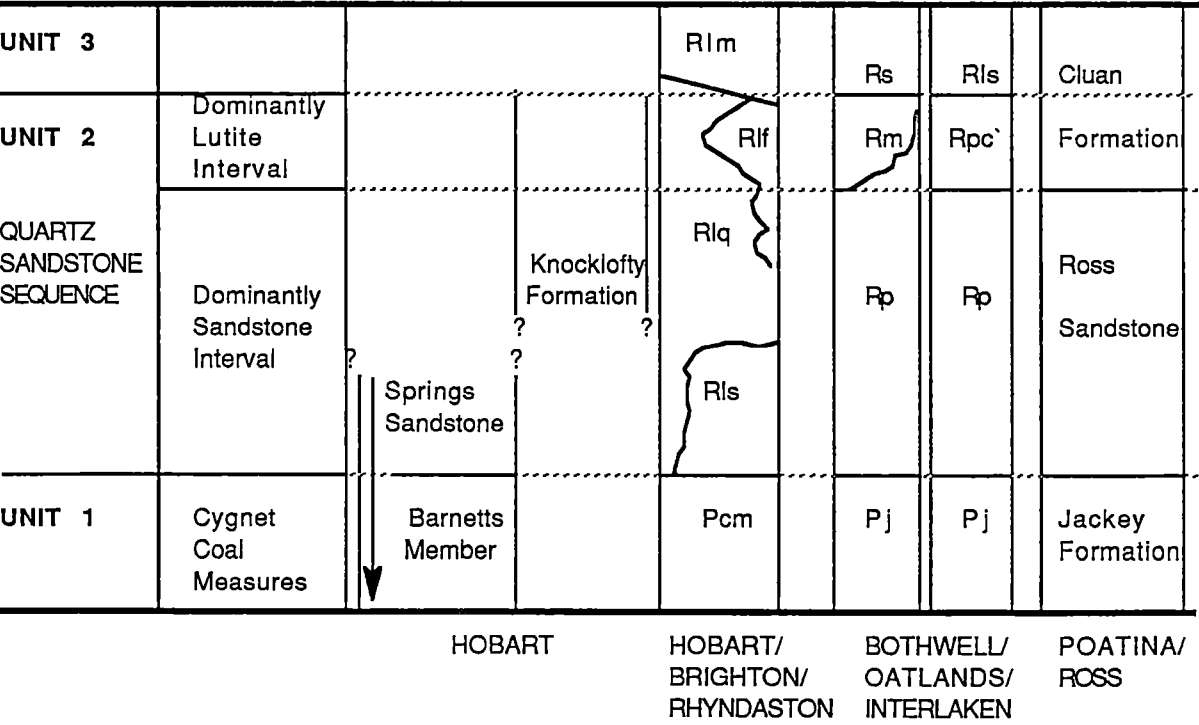 UNIT 3
Rlm
Rs
Rls
Cluan
UNIT 2
Dominantly
Lutite
Interval
Rlf
Rm
Rpc`
Formation
QUARTZ
SANDSTONE
SEQUENCE
Dominantly
Sandstone
Interval
?
?
Springs
Sandstone
Knocklofty
Formation
?
?
Rlq
Rls
Rp
Rp
Ross
Sandstone
UNIT 1
Cygnet
Coal
Measures
Barnetts
Member
Pcm
Pj
Pj
Jackey
Formation
HOBART
HOBART/
BRIGHTON/
RHYNDASTON
BOTHWELL/
OATLANDS/
INTERLAKEN
POATINA/
ROSS